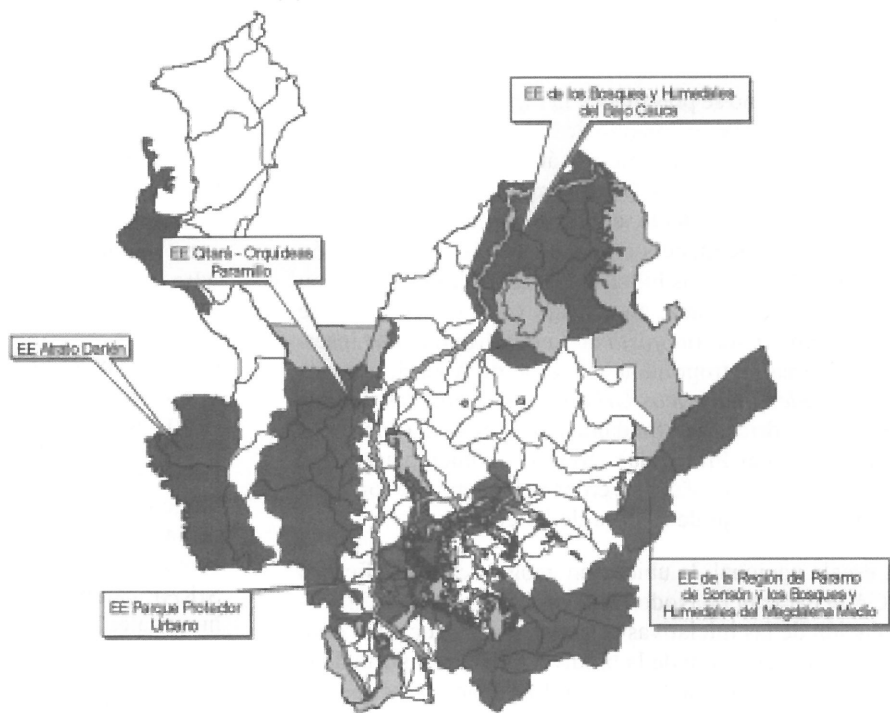 EE de los Bosques y Humedales
del Bajo Cauca
EE Citará - Orquídeas
Paramillo
EE Atrato Darién
EE Parque Protector
Urbano
EE de la Región del Páramo
de Sonsón y los Bosques y
Humedales del Magdalena Medio